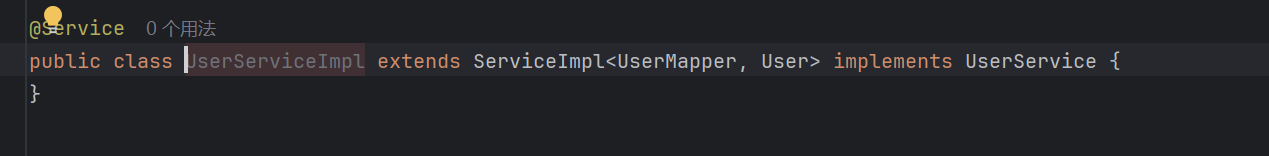 @Service 0 个用法
public class UserServiceImpl extends ServiceImpl<UserMapper, User> implements UserService {
}